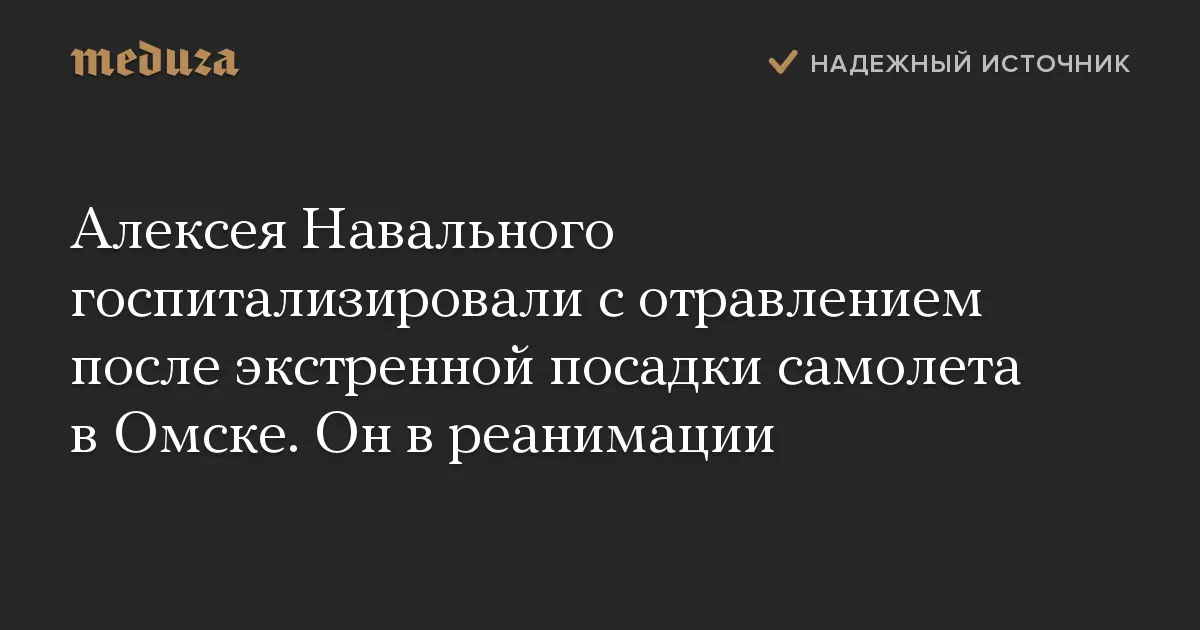 meduza
НАДЕЖНЫЙ ИСТОЧНИК
Алексея Навального
госпитализировали с отравлением
после экстренной посадки самолета
в Омске. Он в реанимации